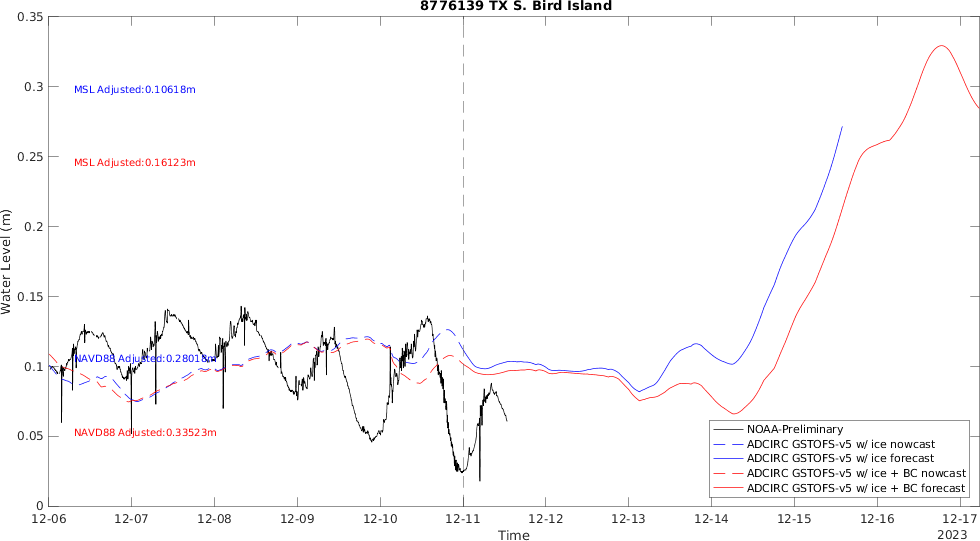 8776139 TX S. Bird Island
0.35
0.3
0.25
0.2
0.15
0.1
0.05
0
Water Level (m)
MSL Adjusted:0.10618m
MSL Adjusted:0.16123m
NAVD88 Adjusted:0.28018m
NAVD88 Adjusted:0.33523m
NOAA-Preliminary
ADCIRC GSTOFS-v5 w/ ice nowcast
ADCIRC GSTOFS-v5 w/ ice forecast
ADCIRC GSTOFS-v5 w/ ice + BC nowcast
ADCIRC GSTOFS-v5 w/ ice + BC forecast
12-06 12-07 12-08 12-09 12-10 12-11 12-12 12-13 12-14 12-15 12-16 12-17
Time
2023